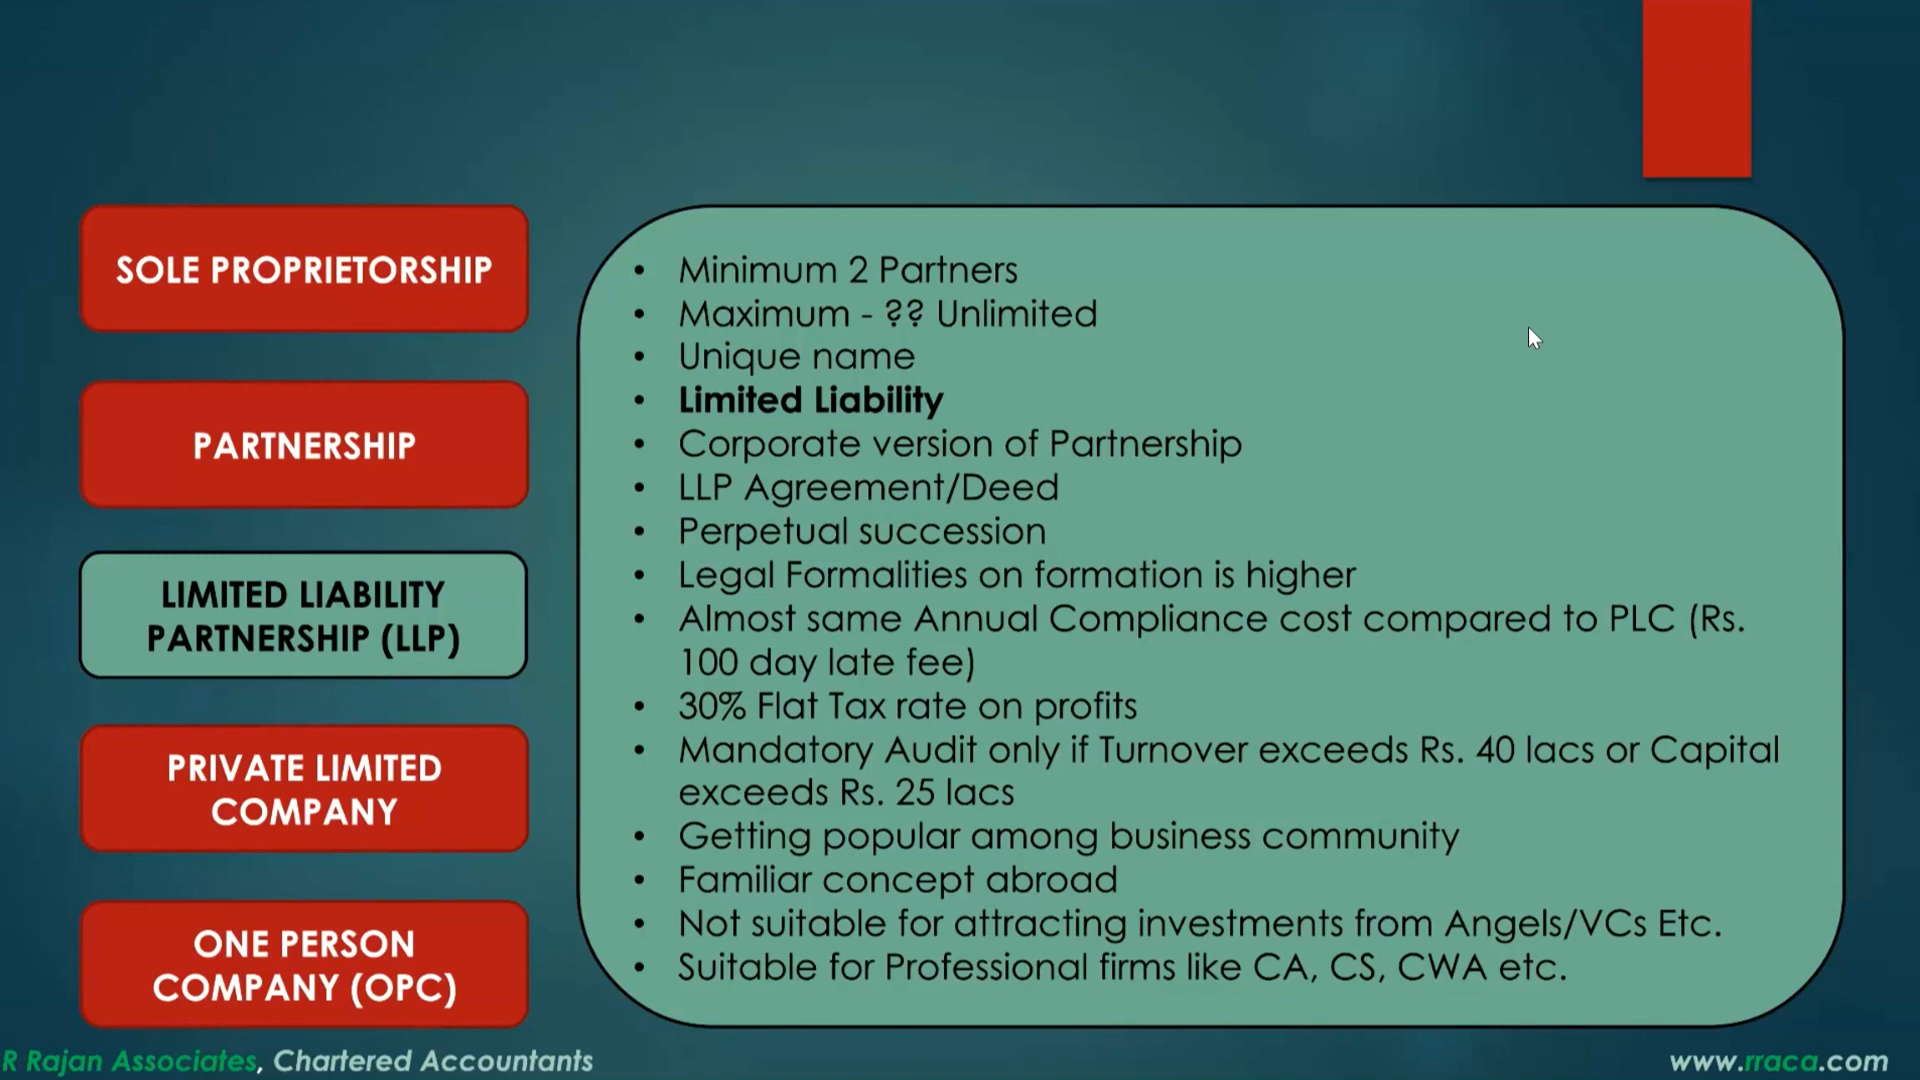 SOLE PROPRIETORSHIP
PARTNERSHIP
LIMITED LIABILITY
PARTNERSHIP (LLP)
PRIVATE LIMITED
COMPANY
ONE PERSON
COMPANY (OPC)
• Minimum 2 Partners
• Maximum - ?? Unlimited
• Unique name
• Limited Liability
• Corporate version of Partnership
• LLP Agreement/Deed
• Perpetual succession
• Legal Formalities on formation is higher
• Almost same Annual Compliance cost compared to PLC (Rs.
100 day late fee)
• 30% Flat Tax rate on profits
• Mandatory Audit only if Turnover exceeds Rs. 40 lacs or Capital
exceeds Rs. 25 lacs
• Getting popular among business community
• Familiar concept abroad
• Not suitable for attracting investments from Angels/VCs Etc.
• Suitable for Professional firms like CA, CS, CWA etc.
R Rajan Associates, Chartered Accountants
www.rraca.com